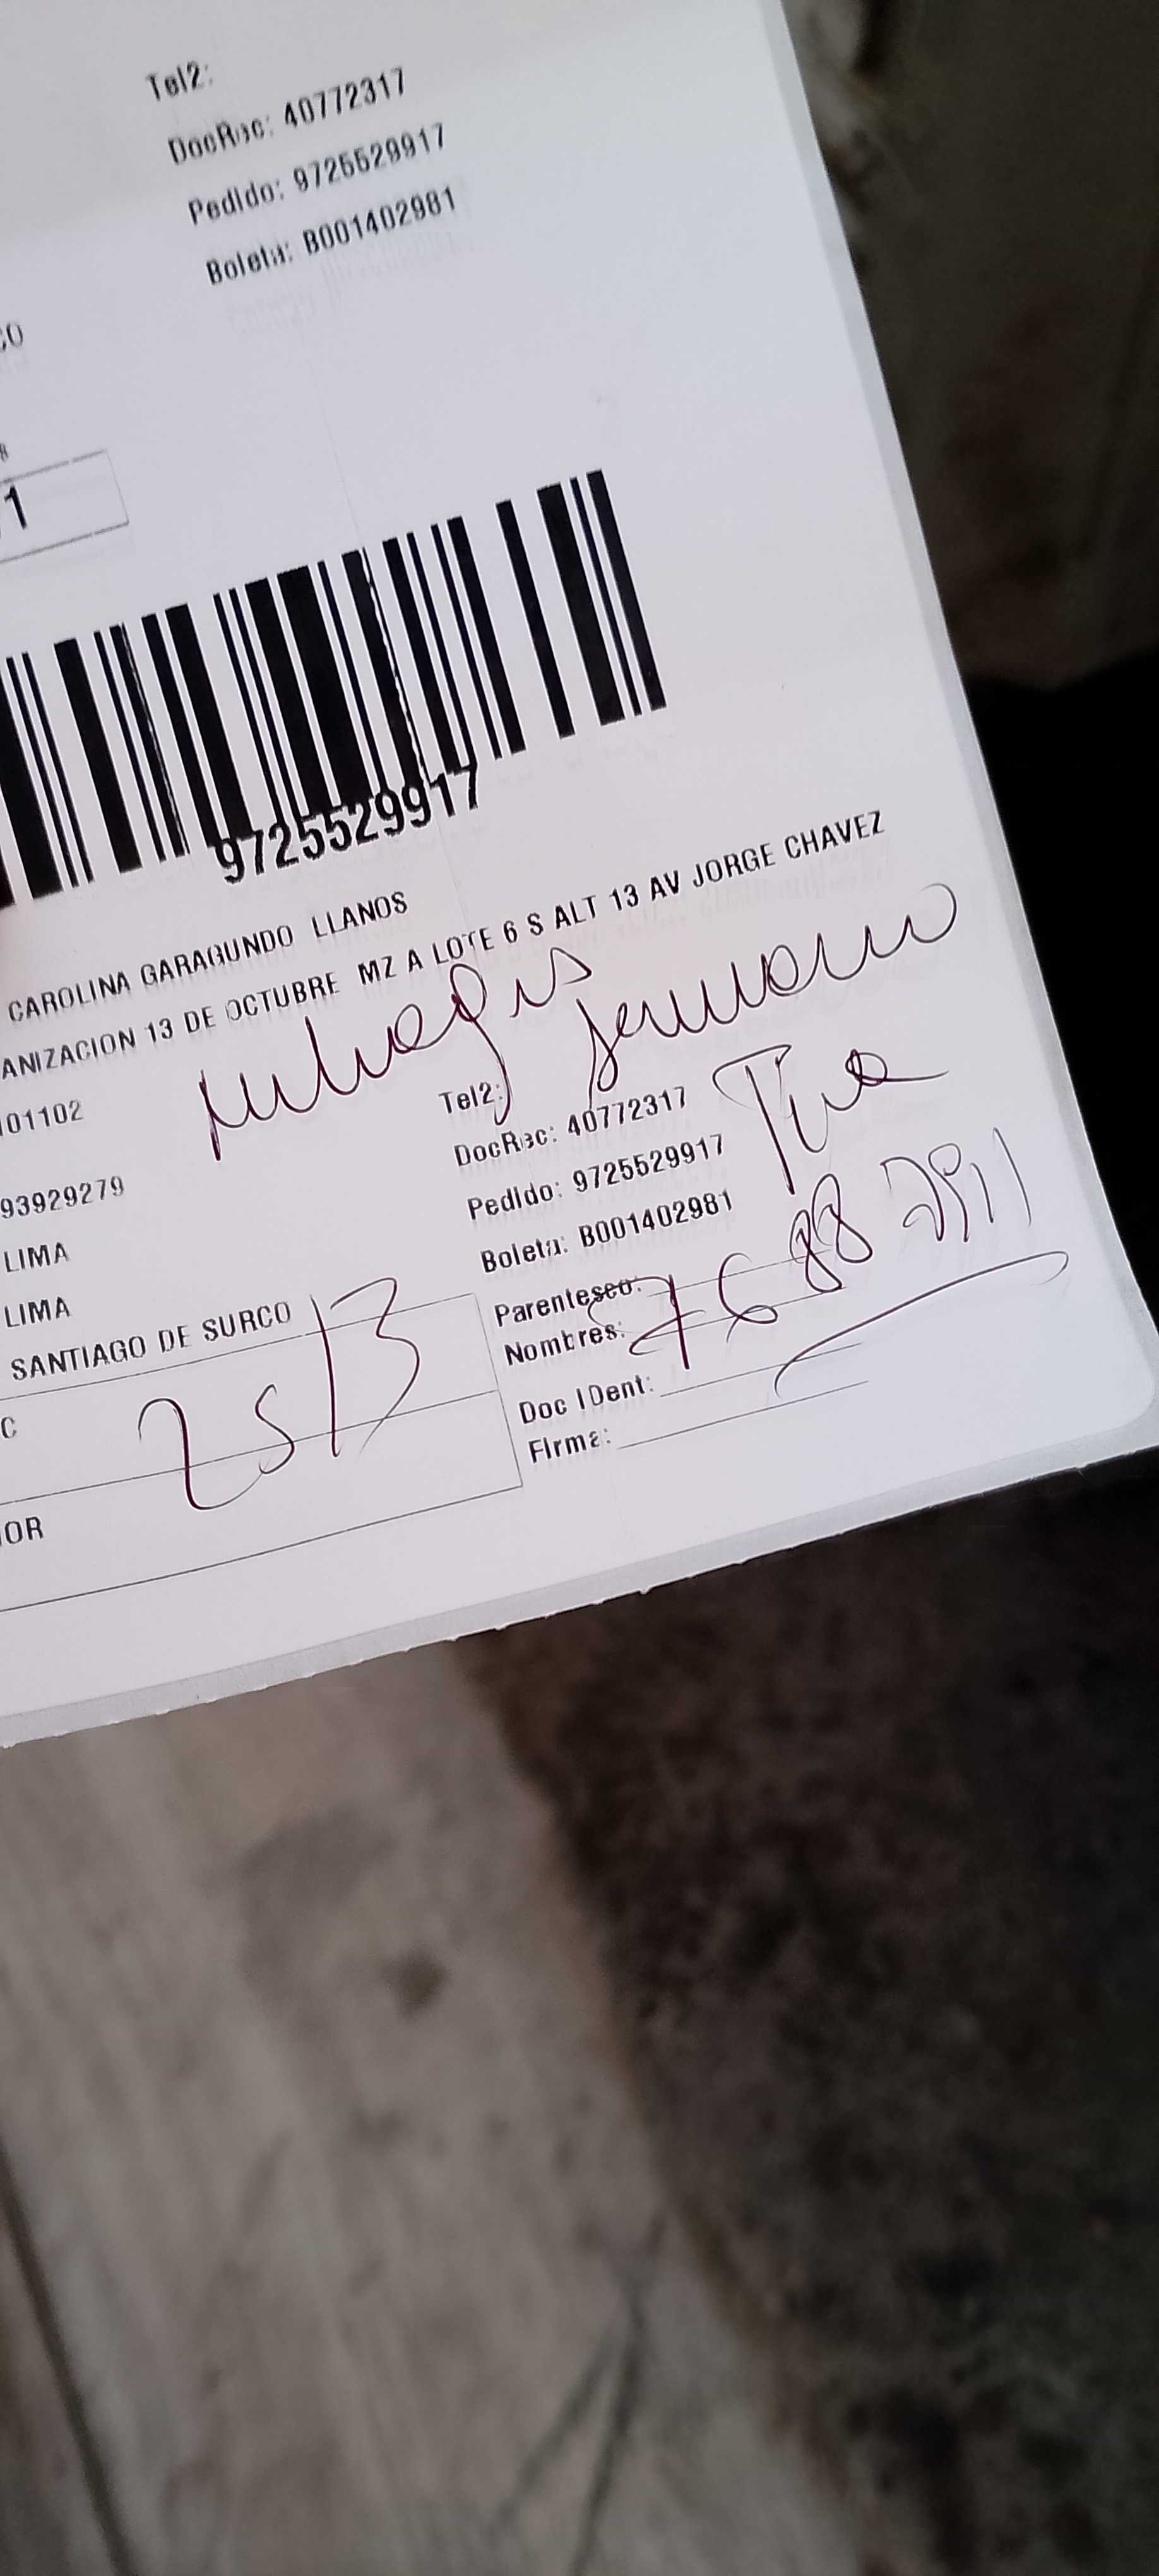 Tel2:
DocRec: 40772317
Pedido: 9725529917
Boleta: B001402981
CO
1
9725529917
CAROLINA GARAGUNDO LLANOS
ANIZACION 13 DE OCTUBRE MZ A LOTE 6 S ALT 13 AV JORGE CHAVEZ
Tel2:
01102
DocRec: 40772317
93929279
Pedido: 9725529917
LIMA
Boleta: B001402981
LIMA
Parentesco:
SANTIAGO DE SURCO
Nombres:
C
2513
Doc IDent:
Firma:
OR